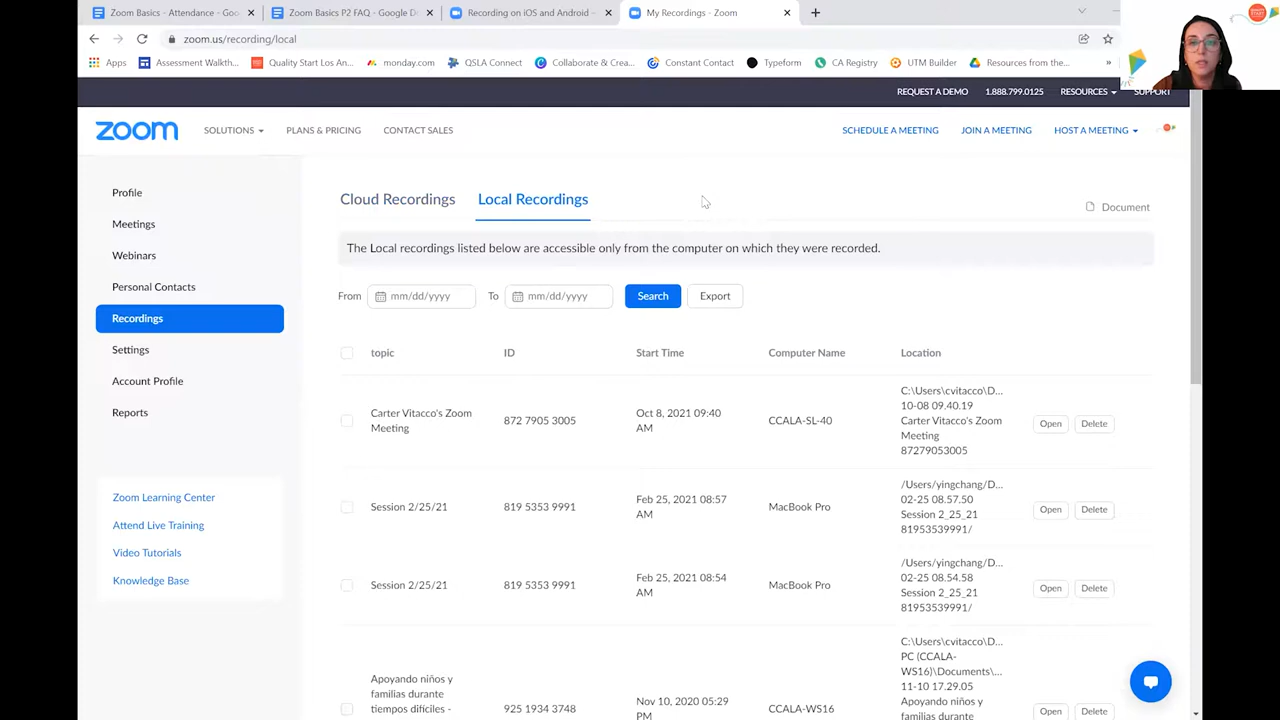 Zoom Basics - Attendance - Goo
Zoom Basics P2 FAQ - Google D
Recording on iOS and Android –
My Recordings - Zoom
zoom.us/recording/local
Apps
Assessment Walkth...
Quality Start Los An...
monday.com
QSLA Connect
Collaborate & Crea...
Constant Contact
Typeform
CA Registry
UTM Builder
Resources from the...
»
REQUEST A DEMO
1.888.799.0125
RESOURCES
SUPPORT
zoom
SOLUTIONS
PLANS & PRICING
CONTACT SALES
SCHEDULE A MEETING
JOIN A MEETING
HOST A MEETING
Profile
Meetings
Webinars
Personal Contacts
Recordings
Settings
Account Profile
Reports
Zoom Learning Center
Attend Live Training
Video Tutorials
Knowledge Base
Cloud Recordings
Local Recordings
Document
The Local recordings listed below are accessible only from the computer on which they were recorded.
From
mm/dd/yyyy
To
mm/dd/yyyy
Search
Export
topic
ID
Start Time
Computer Name
Location
Carter Vitacco's Zoom
Meeting
872 7905 3005
Oct 8, 2021 09:40
AM
CCALA-SL-40
C:\Users\cvitacco\D...
10-08 09.40.19
Carter Vitacco's Zoom
Meeting
87279053005
Open
Delete
Session 2/25/21
819 5353 9991
Feb 25, 2021 08:57
AM
MacBook Pro
/Users/yingchang/D...
02-25 08.57.50
Session 2_25_21
81953539991/
Open
Delete
Session 2/25/21
819 5353 9991
Feb 25, 2021 08:54
AM
MacBook Pro
/Users/yingchang/D...
02-25 08.54.58
Session 2_25_21
81953539991/
Open
Delete
Apoyando niños y
familias durante
tiempos difíciles -
925 1934 3748
Nov 10, 2020 05:29
PM
CCALA-WS16
C:\Users\cvitacco\D...
PC (CCALA-
WS16)\Documents\...
11-10 17.29.05
Apoyando niños y
familias durante
Open
Delete